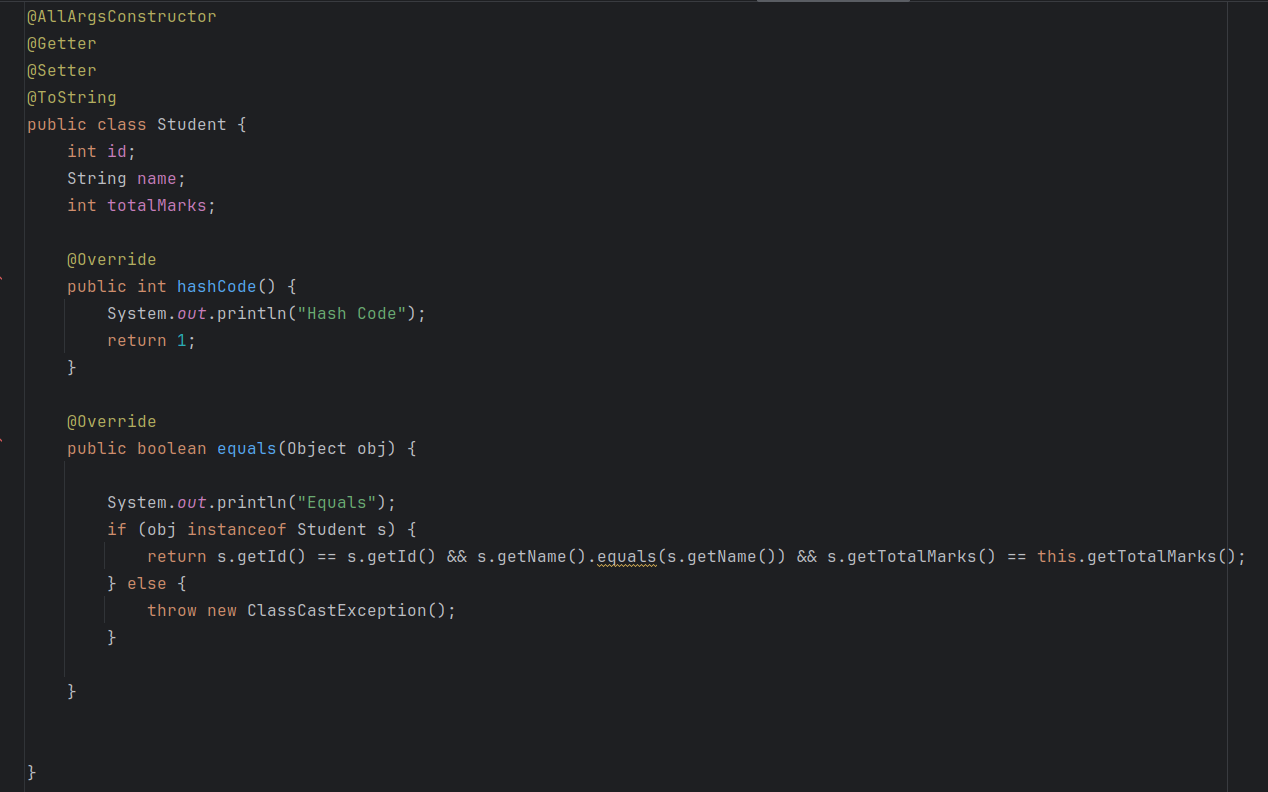 @AllArgsConstructor
@Getter
@Setter
@ToString
public class Student {
    int id;
    String name;
    int totalMarks;

    @Override
    public int hashCode() {
        System.out.println("Hash Code");
        return 1;
    }

    @Override
    public boolean equals(Object obj) {

        System.out.println("Equals");
        if (obj instanceof Student s) {
            return s.getId() == s.getId() && s.getName().equals(s.getName()) && s.getTotalMarks() == this.getTotalMarks();
        } else {
            throw new ClassCastException();
        }

    }


}